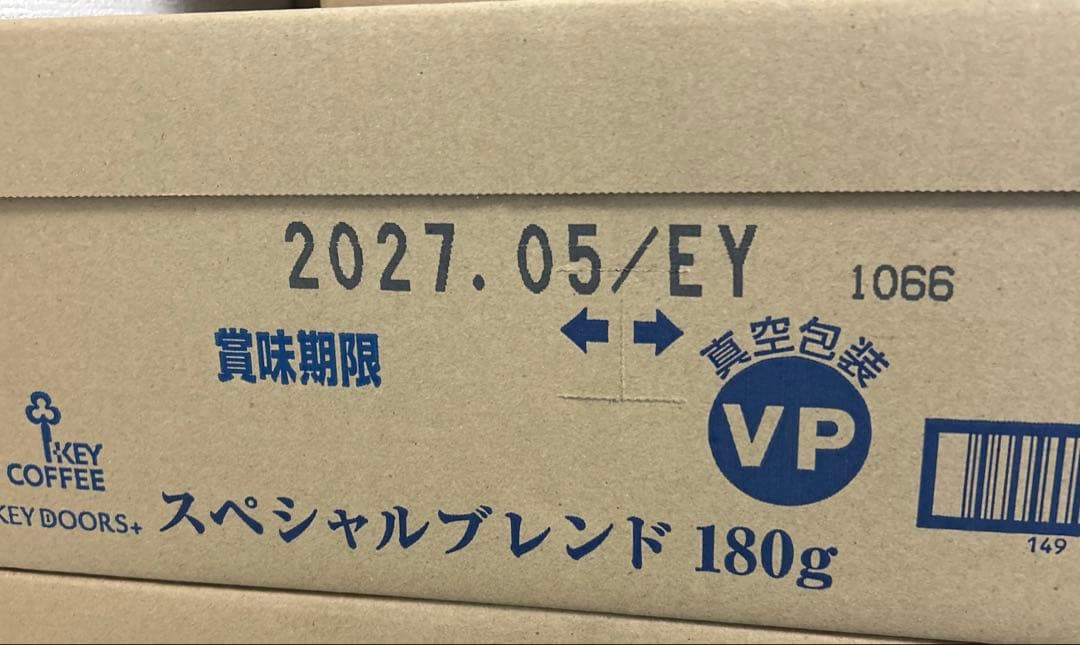 2027.05/EY 1066
賞味期限
真空包装
VP
KEY
COFFEE
KEY DOORS+
スペシャルブレンド 180g
149